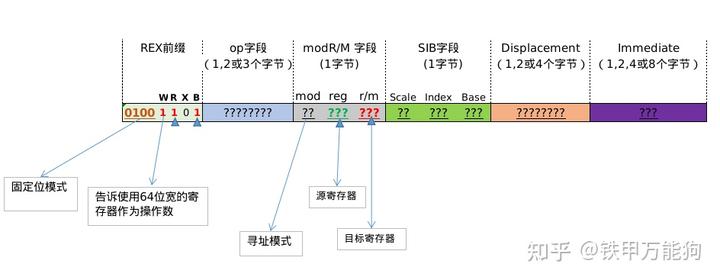 REX前缀 op字段 modR/M 字段 SIB字段 Displacement Immediate
（1,2或3个字节） (1字节) (1字节) （1,2或4个字节） （1,2,4或8个字节）
W R X B mod reg r/m Scale Index Base
0100 1 1 0 1 ???????? ?? ??? ??? ?? ??? ??? ???????? ???
固定位模式
告诉使用64位宽的寄
存器作为操作数
源寄存器
寻址模式
目标寄存器
知乎 @铁甲万能狗